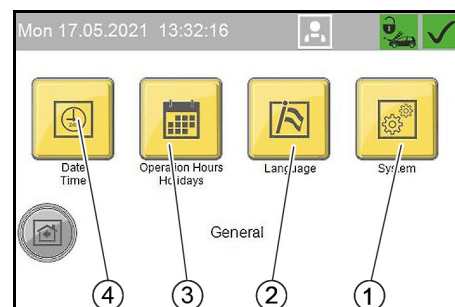 Mon 17.05.2021 13:32:16
24h
Date
Time
Operation Hours
Holidays
Language
System
General
4
3
2
1